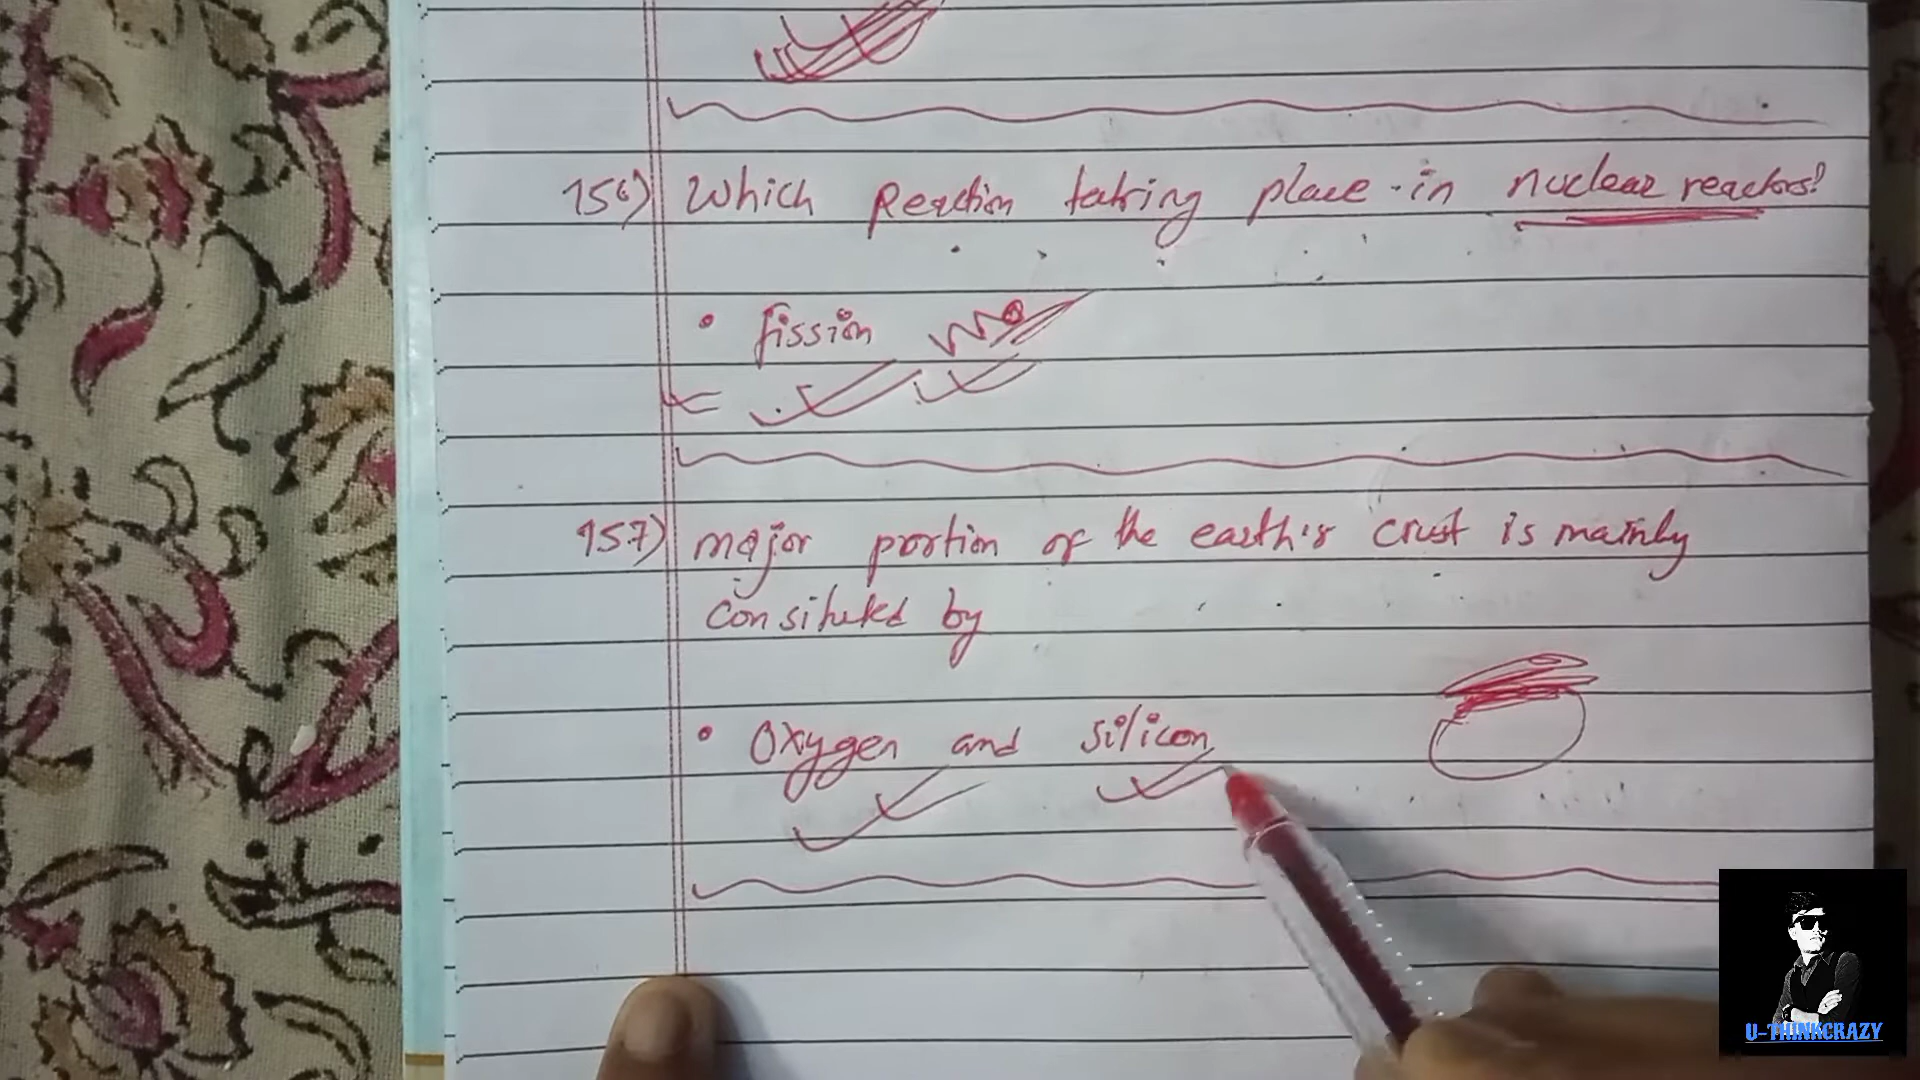 156) Which Reaction taking place in nuclear reactors?
• fission
157) major portion of the earth's crust is mainly
consituted by
• Oxygen and silicon
U-THINKCRAZY